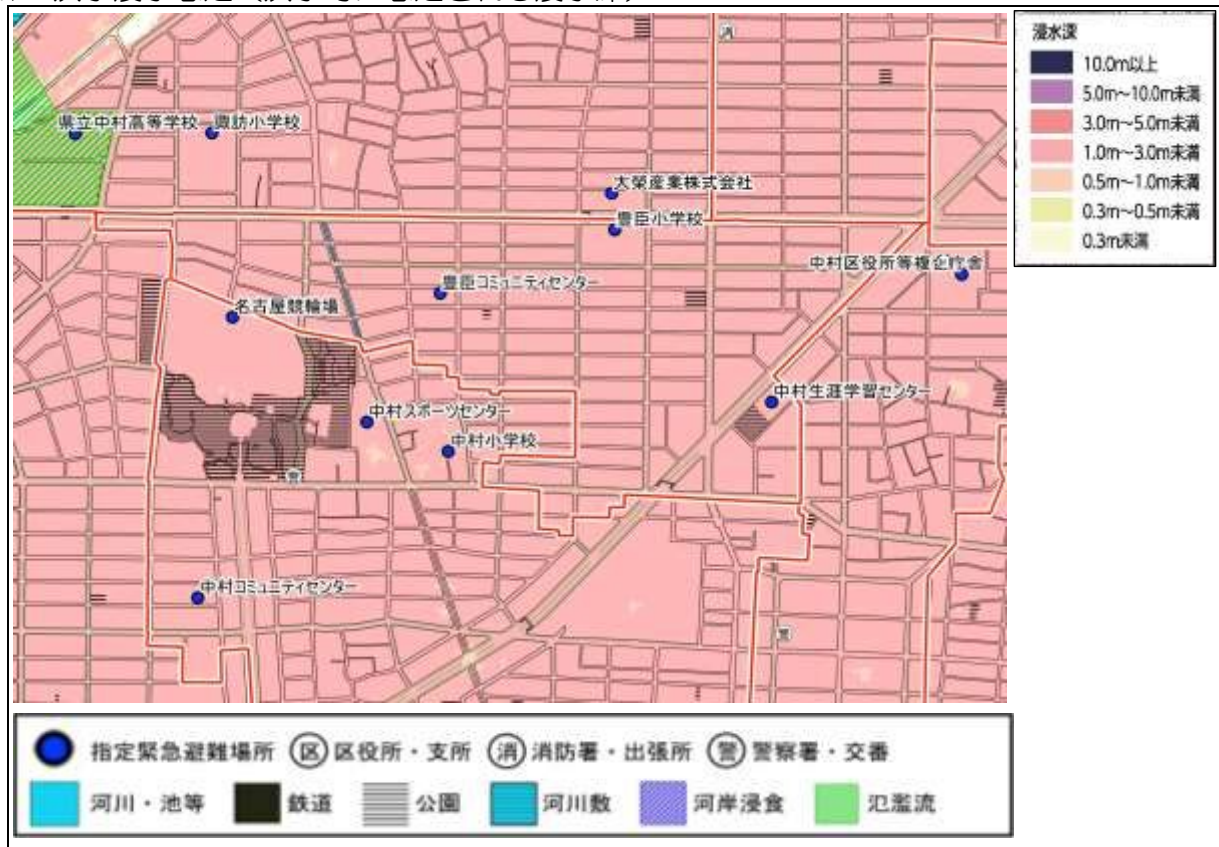 浸水深
10.0m以上
5.0m〜10.0m未満
3.0m〜5.0m未満
1.0m〜3.0m未満
0.5m〜1.0m未満
0.3m〜0.5m未満
0.3m未満
消
県立中村高等学校
諏訪小学校
大榮産業株式会社
豊臣小学校
中村区役所等複合庁舎
豊臣コミュニティセンター
名古屋競輪場
中村生涯学習センター
中村スポーツセンター
中村小学校
警
中村コミュニティセンター
警
指定緊急避難場所 区 区役所・支所 消 消防署・出張所 警 警察署・交番
河川・池等 鉄道 公園 河川敷 河岸浸食 氾濫流